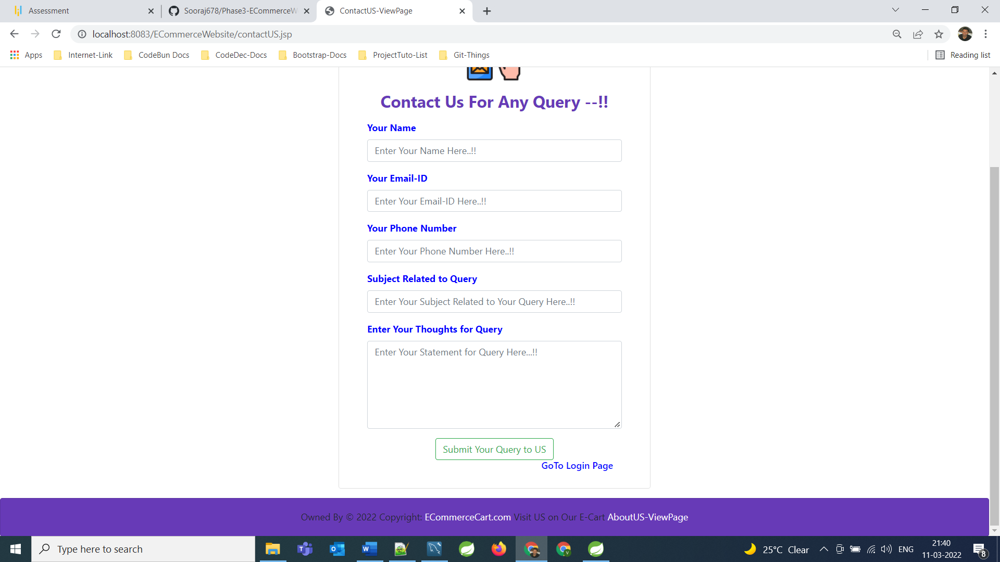 Assessment
Sooraj678/Phase3-ECommerceW
ContactUS-ViewPage
localhost:8083/ECommerceWebsite/contactUS.jsp
Apps Internet-Link CodeBun Docs CodeDec-Docs Bootstrap-Docs ProjectTuto-List Git-Things Reading list
Contact Us For Any Query --!!
Your Name
Enter Your Name Here..!!
Your Email-ID
Enter Your Email-ID Here..!!
Your Phone Number
Enter Your Phone Number Here..!!
Subject Related to Query
Enter Your Subject Related to Your Query Here..!!
Enter Your Thoughts for Query
Enter Your Statement for Query Here...!!
Submit Your Query to US
GoTo Login Page
Owned By © 2022 Copyright: ECommerceCart.com Visit US on Our E-Cart AboutUS-ViewPage
Type here to search
25°C Clear
ENG
21:40
11-03-2022
8